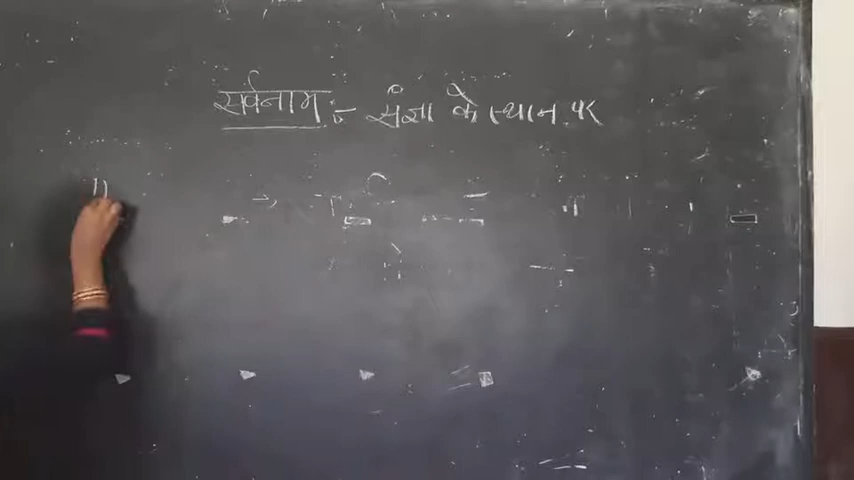 सर्वनाम :- संज्ञा के स्थान पर